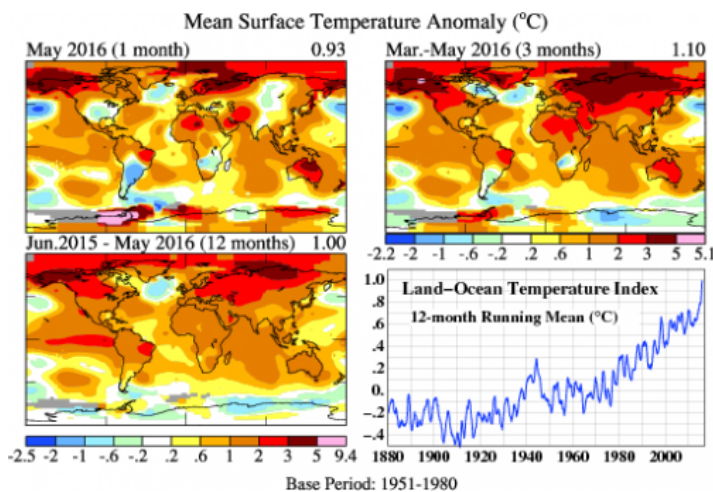 Mean Surface Temperature Anomaly (°C)
May 2016 (1 month) 0.93
Mar.-May 2016 (3 months) 1.10
-2.2 -2 -1 -.6 -.2 .2 .6 1 2 3 5 5.1
Jun.2015 - May 2016 (12 months) 1.00
-2.5 -2 -1 -.6 -.2 .2 .6 1 2 3 5 9.4
Land−Ocean Temperature Index
12-month Running Mean (°C)
1.0
.8
.6
.4
.2
0.
-.2
-.4
1880 1900 1920 1940 1960 1980 2000
Base Period: 1951-1980